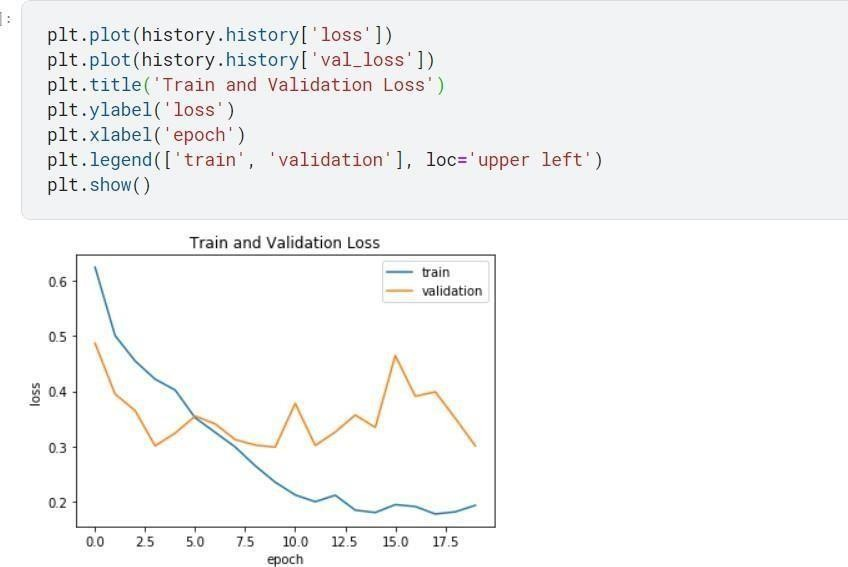 ]:
plt.plot(history.history['loss'])
plt.plot(history.history['val_loss'])
plt.title('Train and Validation Loss')
plt.ylabel('loss')
plt.xlabel('epoch')
plt.legend(['train', 'validation'], loc='upper left')
plt.show()
Train and Validation Loss
train
validation
0.6
0.5
0.4
0.3
0.2
loss
0.0 2.5 5.0 7.5 10.0 12.5 15.0 17.5
epoch